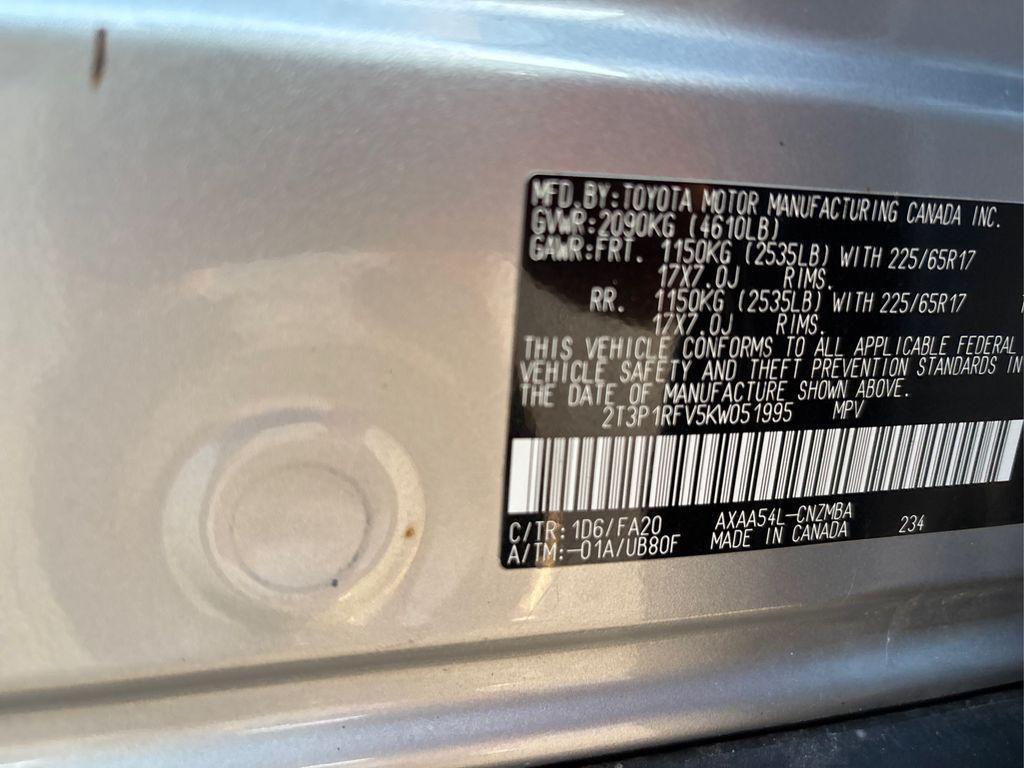 MFD.BY:TOYOTA MOTOR MANUFACTURING CANADA INC.
GVWR:2090KG (4610LB)
GAWR:FRT. 1150KG (2535LB) WITH 225/65R17
17X7.0J RIMS.
RR. 1150KG (2535LB) WITH 225/65R17
17X7.0J RIMS.
THIS VEHICLE CONFORMS TO ALL APPLICABLE FEDERAL
VEHICLE SAFETY AND THEFT PREVENTION STANDARDS IN
THE DATE OF MANUFACTURE SHOWN ABOVE.
2T3P1RFV5KW051995 MPV
C/TR:1D6/FA20 AXAA54L-CNZMBA 234
A/TM:-01A/UB80F MADE IN CANADA